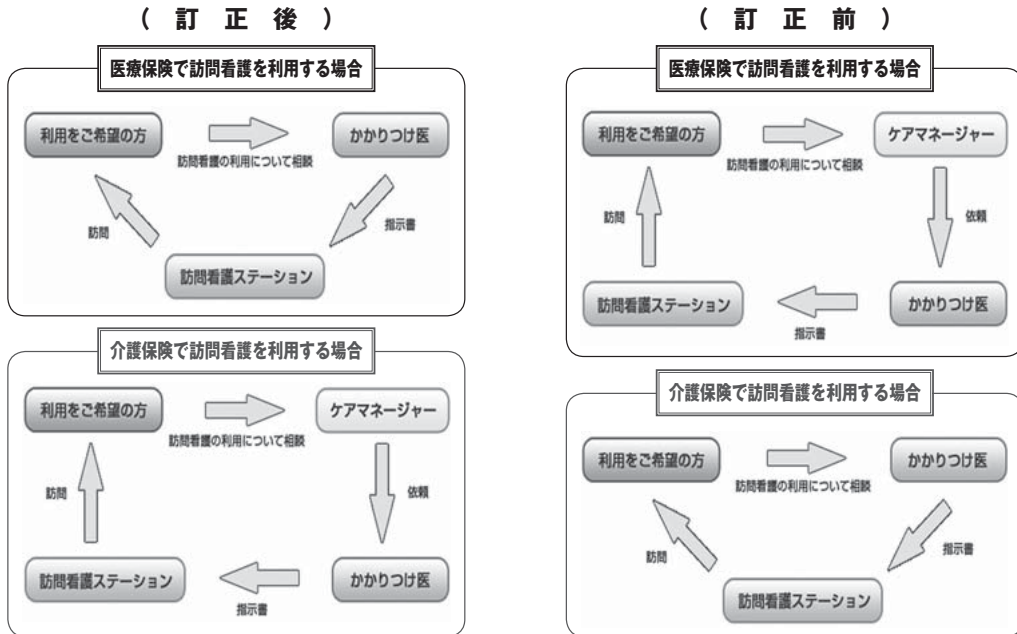 (訂正後)
医療保険で訪問看護を利用する場合
利用をご希望の方
かかりつけ医
訪問看護の利用について相談
訪問
指示書
訪問看護ステーション
介護保険で訪問看護を利用する場合
利用をご希望の方
ケアマネージャー
訪問看護の利用について相談
訪問
依頼
訪問看護ステーション
かかりつけ医
指示書
(訂正前)
医療保険で訪問看護を利用する場合
利用をご希望の方
ケアマネージャー
訪問看護の利用について相談
訪問
依頼
訪問看護ステーション
かかりつけ医
指示書
介護保険で訪問看護を利用する場合
利用をご希望の方
かかりつけ医
訪問看護の利用について相談
訪問
指示書
訪問看護ステーション